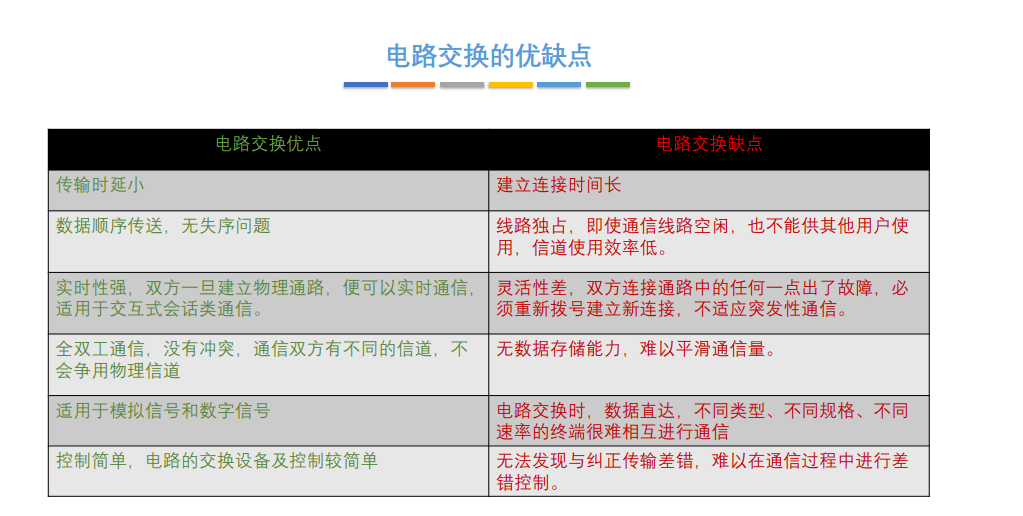 电路交换的优缺点
电路交换优点
电路交换缺点
传输时延小
建立连接时间长
数据顺序传送，无失序问题
线路独占，即使通信线路空闲，也不能供其他用户使
用，信道使用效率低。
实时性强，双方一旦建立物理通路，便可以实时通信，
适用于交互式会话类通信。
灵活性差，双方连接通路中的任何一点出了故障，必
须重新拨号建立新连接，不适应突发性通信。
全双工通信，没有冲突，通信双方有不同的信道，不
会争用物理信道
无数据存储能力，难以平滑通信量。
适用于模拟信号和数字信号
电路交换时，数据直达，不同类型、不同规格、不同
速率的终端很难相互进行通信
控制简单，电路的交换设备及控制较简单
无法发现与纠正传输差错，难以在通信过程中进行差
错控制。